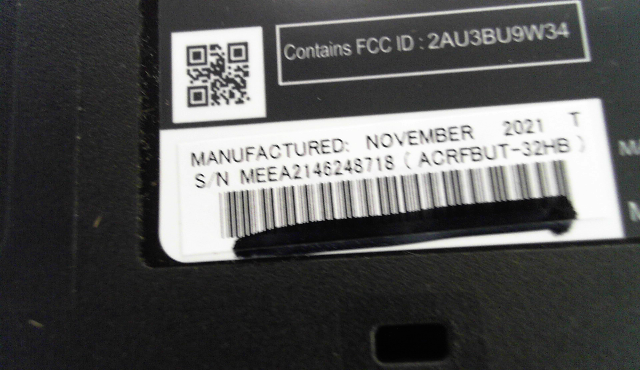 Contains FCC ID : 2AU3BU9W34
MANUFACTURED: NOVEMBER 2021 T
S/N MEEA2146248718 ( ACRFBUT-32HB )